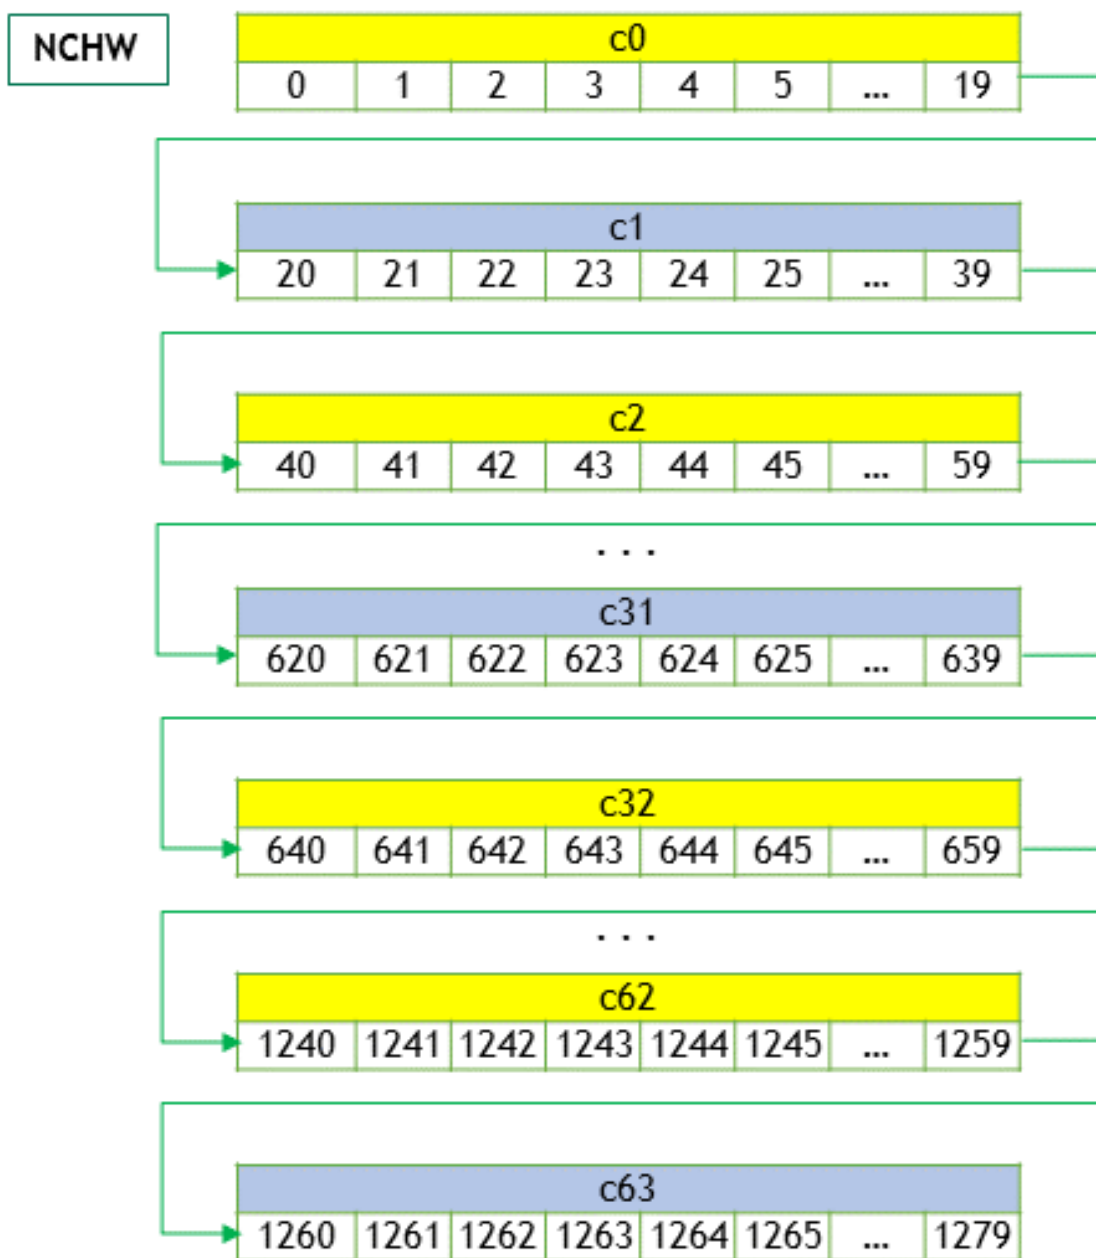 NCHW
c0
0 1 2 3 4 5 ... 19
c1
20 21 22 23 24 25 ... 39
c2
40 41 42 43 44 45 ... 59
. . .
c31
620 621 622 623 624 625 ... 639
c32
640 641 642 643 644 645 ... 659
. . .
c62
1240 1241 1242 1243 1244 1245 ... 1259
c63
1260 1261 1262 1263 1264 1265 ... 1279